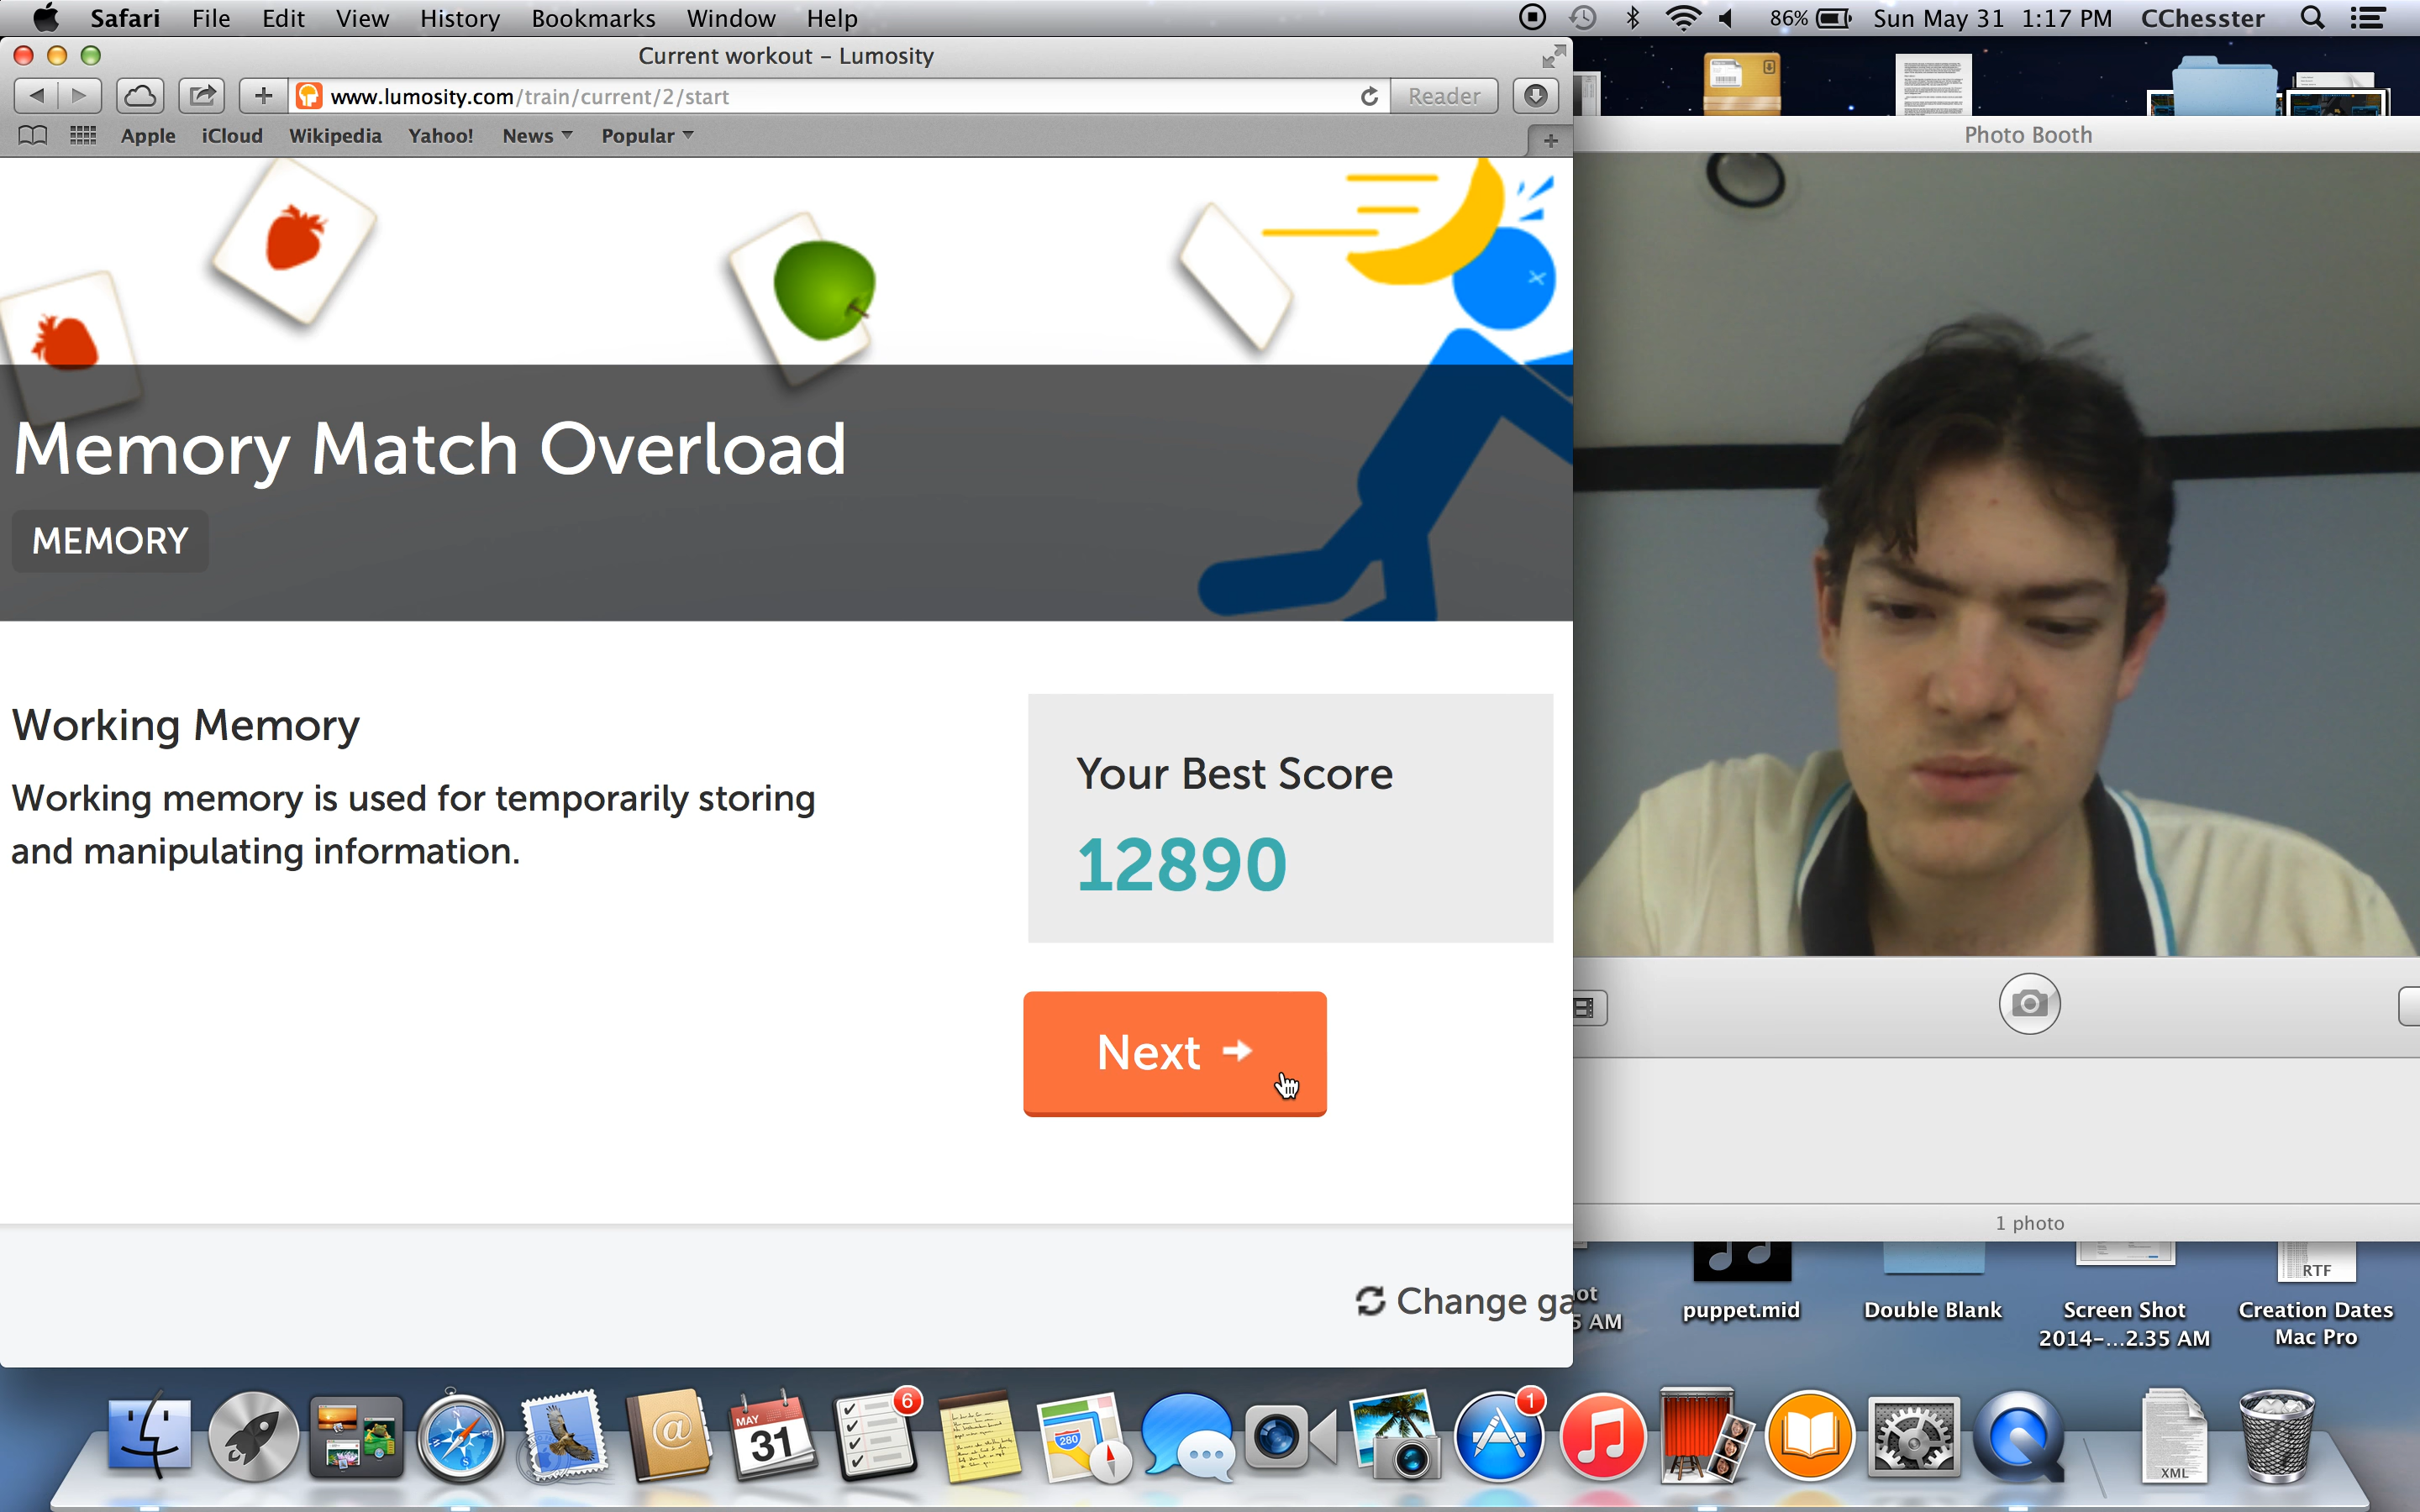 Safari File Edit View History Bookmarks Window Help 86% Sun May 31 1:17 PM CChesster
Current workout – Lumosity
www.lumosity.com/train/current/2/start Reader
Apple iCloud Wikipedia Yahoo! News Popular
Photo Booth
Memory Match Overload
MEMORY
Working Memory
Working memory is used for temporarily storing
and manipulating information.
Your Best Score
12890
Next
1 photo
Change ga
RTF
ot
5 AM
puppet.mid
Double Blank
Screen Shot
2014-...2.35 AM
Creation Dates
Mac Pro
MAY
31
6
280
1
XML